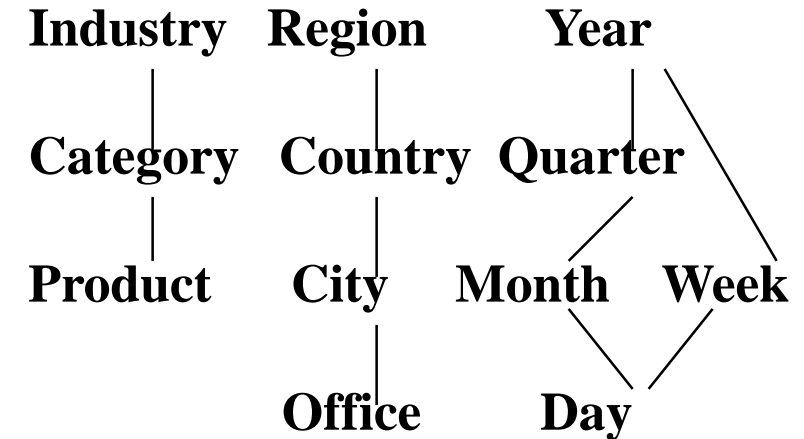 Industry Region Year
Category Country Quarter
Product City Month Week
Office Day